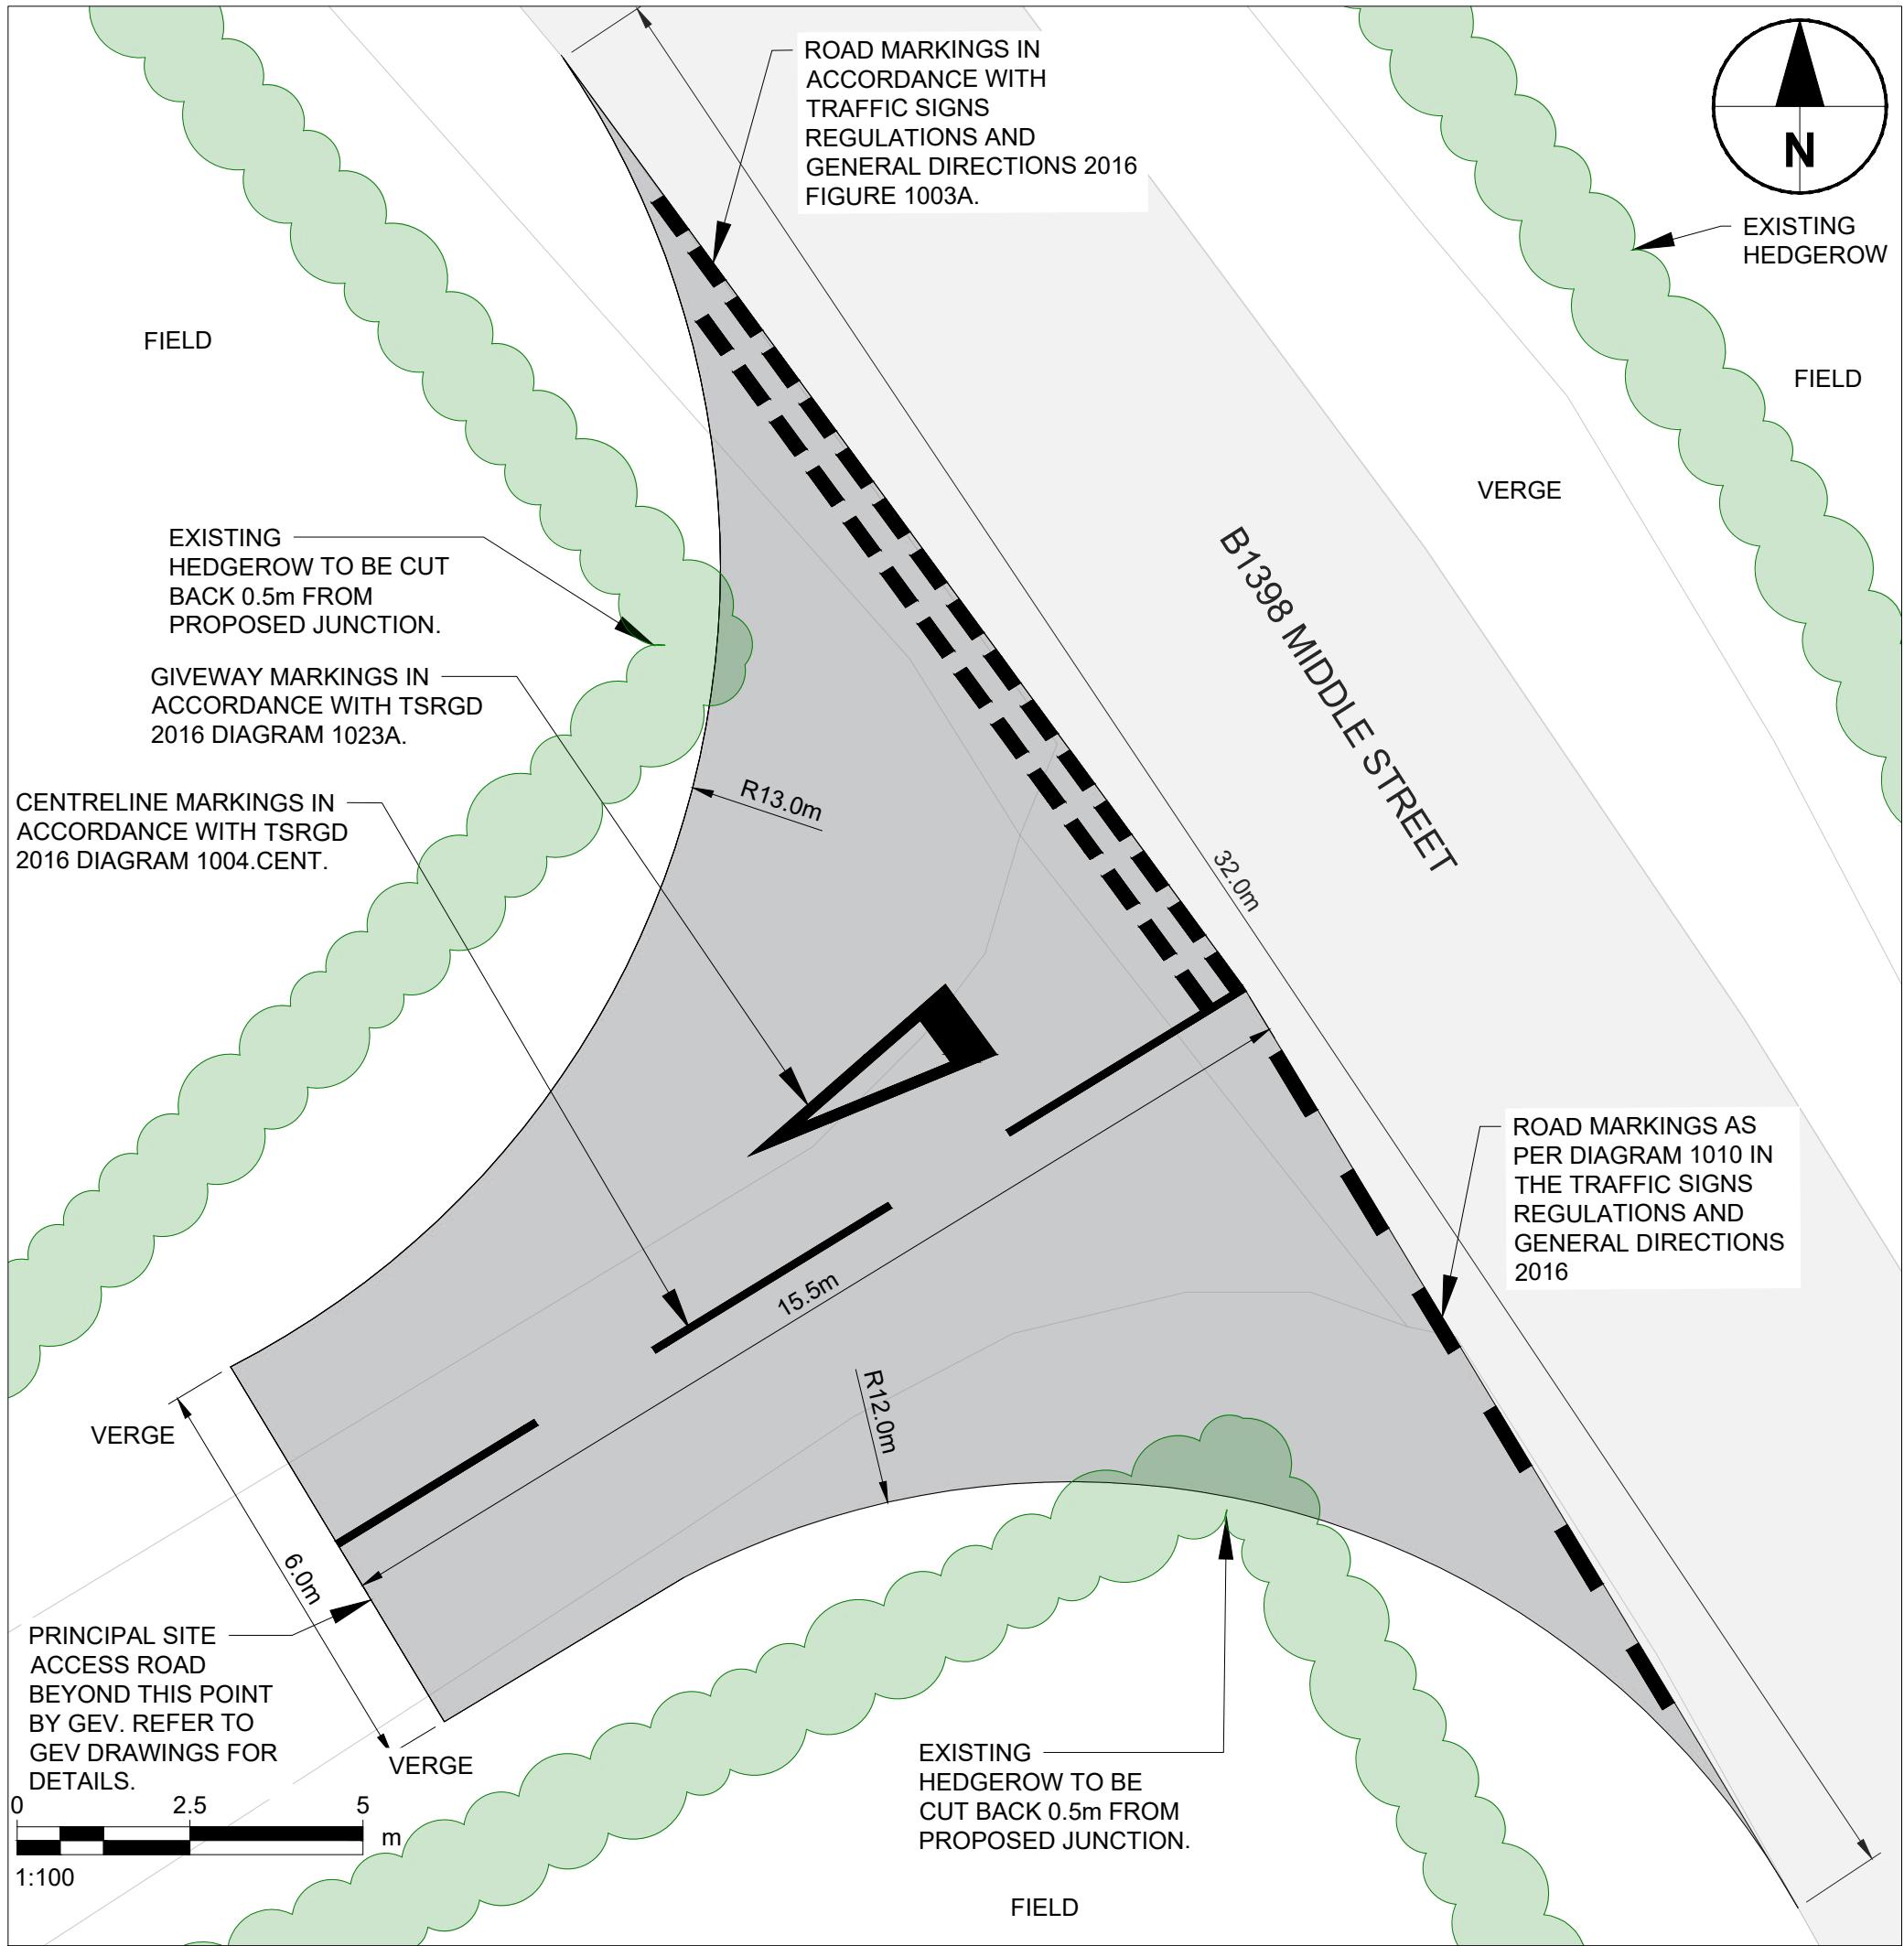 ROAD MARKINGS IN
ACCORDANCE WITH
TRAFFIC SIGNS
REGULATIONS AND
GENERAL DIRECTIONS 2016
FIGURE 1003A.
N
EXISTING
HEDGEROW
FIELD
FIELD
VERGE
B1398 MIDDLE STREET
EXISTING
HEDGEROW TO BE CUT
BACK 0.5m FROM
PROPOSED JUNCTION.
GIVEWAY MARKINGS IN
ACCORDANCE WITH TSRGD
2016 DIAGRAM 1023A.
CENTRELINE MARKINGS IN
ACCORDANCE WITH TSRGD
2016 DIAGRAM 1004.CENT.
R13.0m
32.0m
ROAD MARKINGS AS
PER DIAGRAM 1010 IN
THE TRAFFIC SIGNS
REGULATIONS AND
GENERAL DIRECTIONS
2016
15.5m
R12.0m
VERGE
6.0m
PRINCIPAL SITE
ACCESS ROAD
BEYOND THIS POINT
BY GEV. REFER TO
GEV DRAWINGS FOR
DETAILS.
VERGE
EXISTING
HEDGEROW TO BE
CUT BACK 0.5m FROM
PROPOSED JUNCTION.
0 2.5 5
m
1:100
FIELD